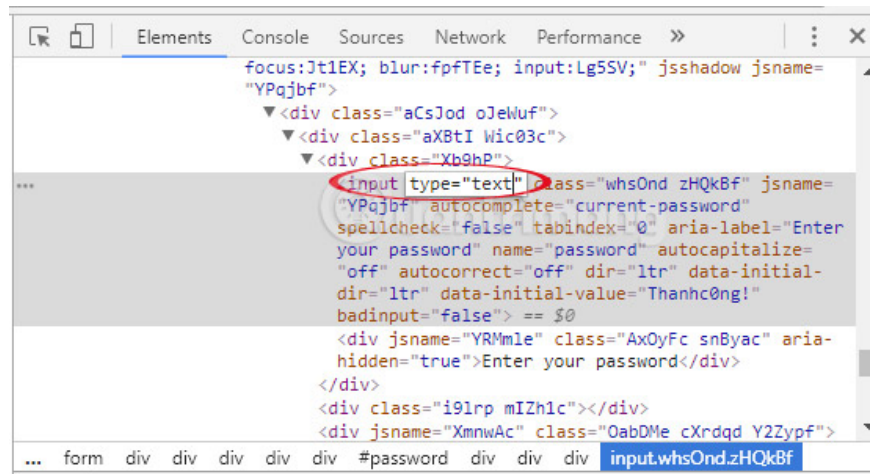 Elements Console Sources Network Performance »
focus:Jt1EX; blur:fpfTEe; input:Lg5SV;" jsshadow jsname=
"YPqjbf">
▼<div class="aCsJod oJeWuf">
▼<div class="aXBtI Wic03c">
▼<div class="Xb9hP">
<input type="text" class="whsOnd zHQkBf" jsname=
"YPqjbf" autocomplete="current-password"
spellcheck="false" tabindex="0" aria-label="Enter
your password" name="password" autocapitalize=
"off" autocorrect="off" dir="ltr" data-initial-
dir="ltr" data-initial-value="Thanhc0ng!"
badinput="false"> == $0
<div jsname="YRMmle" class="AxOyFc snByac" aria-
hidden="true">Enter your password</div>
</div>
<div class="i9lrp mIZh1c"></div>
<div jsname="XmnwAc" class="OabDMe cXrdqd Y2Zypf">
... form div div div div div #password div div div input.whsOnd.zHQkBf